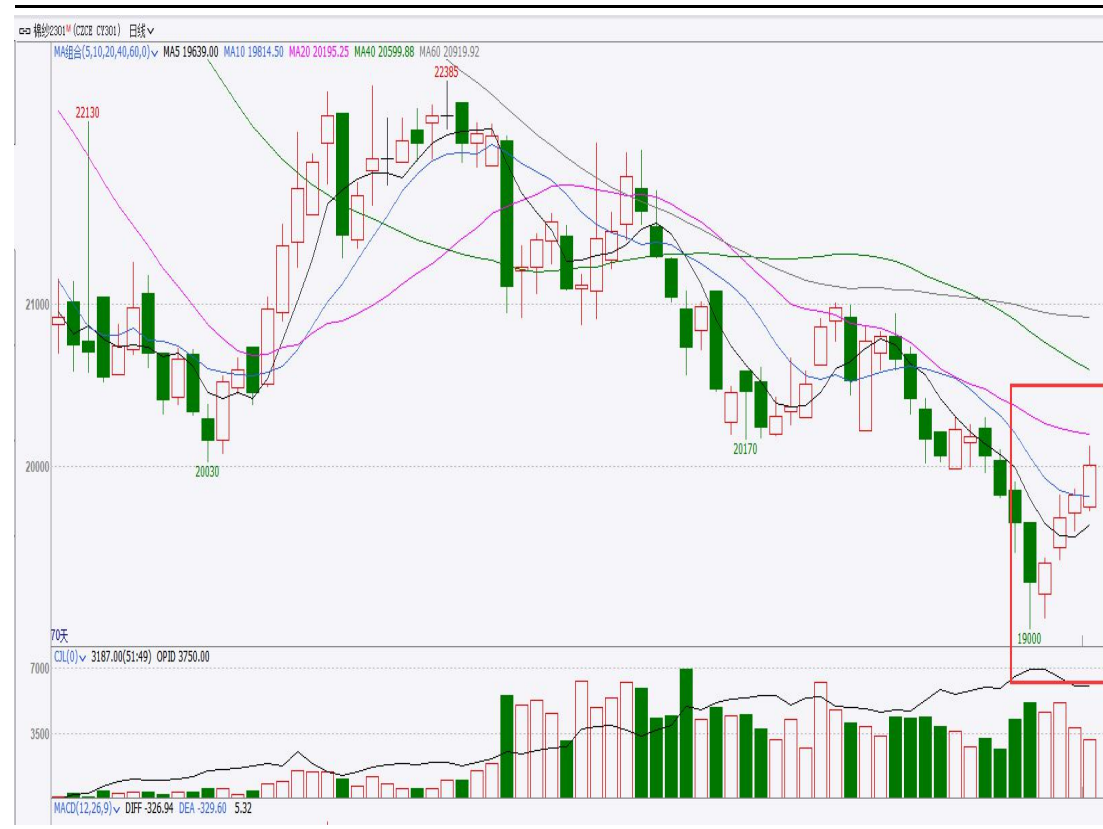 棉纱2301M (CZCE CY301) 日线
MA组合(5,10,20,40,60,0) MA5 19639.00 MA10 19814.50 MA20 20195.25 MA40 20599.88 MA60 20919.92
22385
22130
21000
20170
20030
20000
19000
70天
CJL(0) 3187.00(51:49) OPID 3750.00
7000
3500
MACD(12,26,9) DIFF -326.94 DEA -329.60 5.32